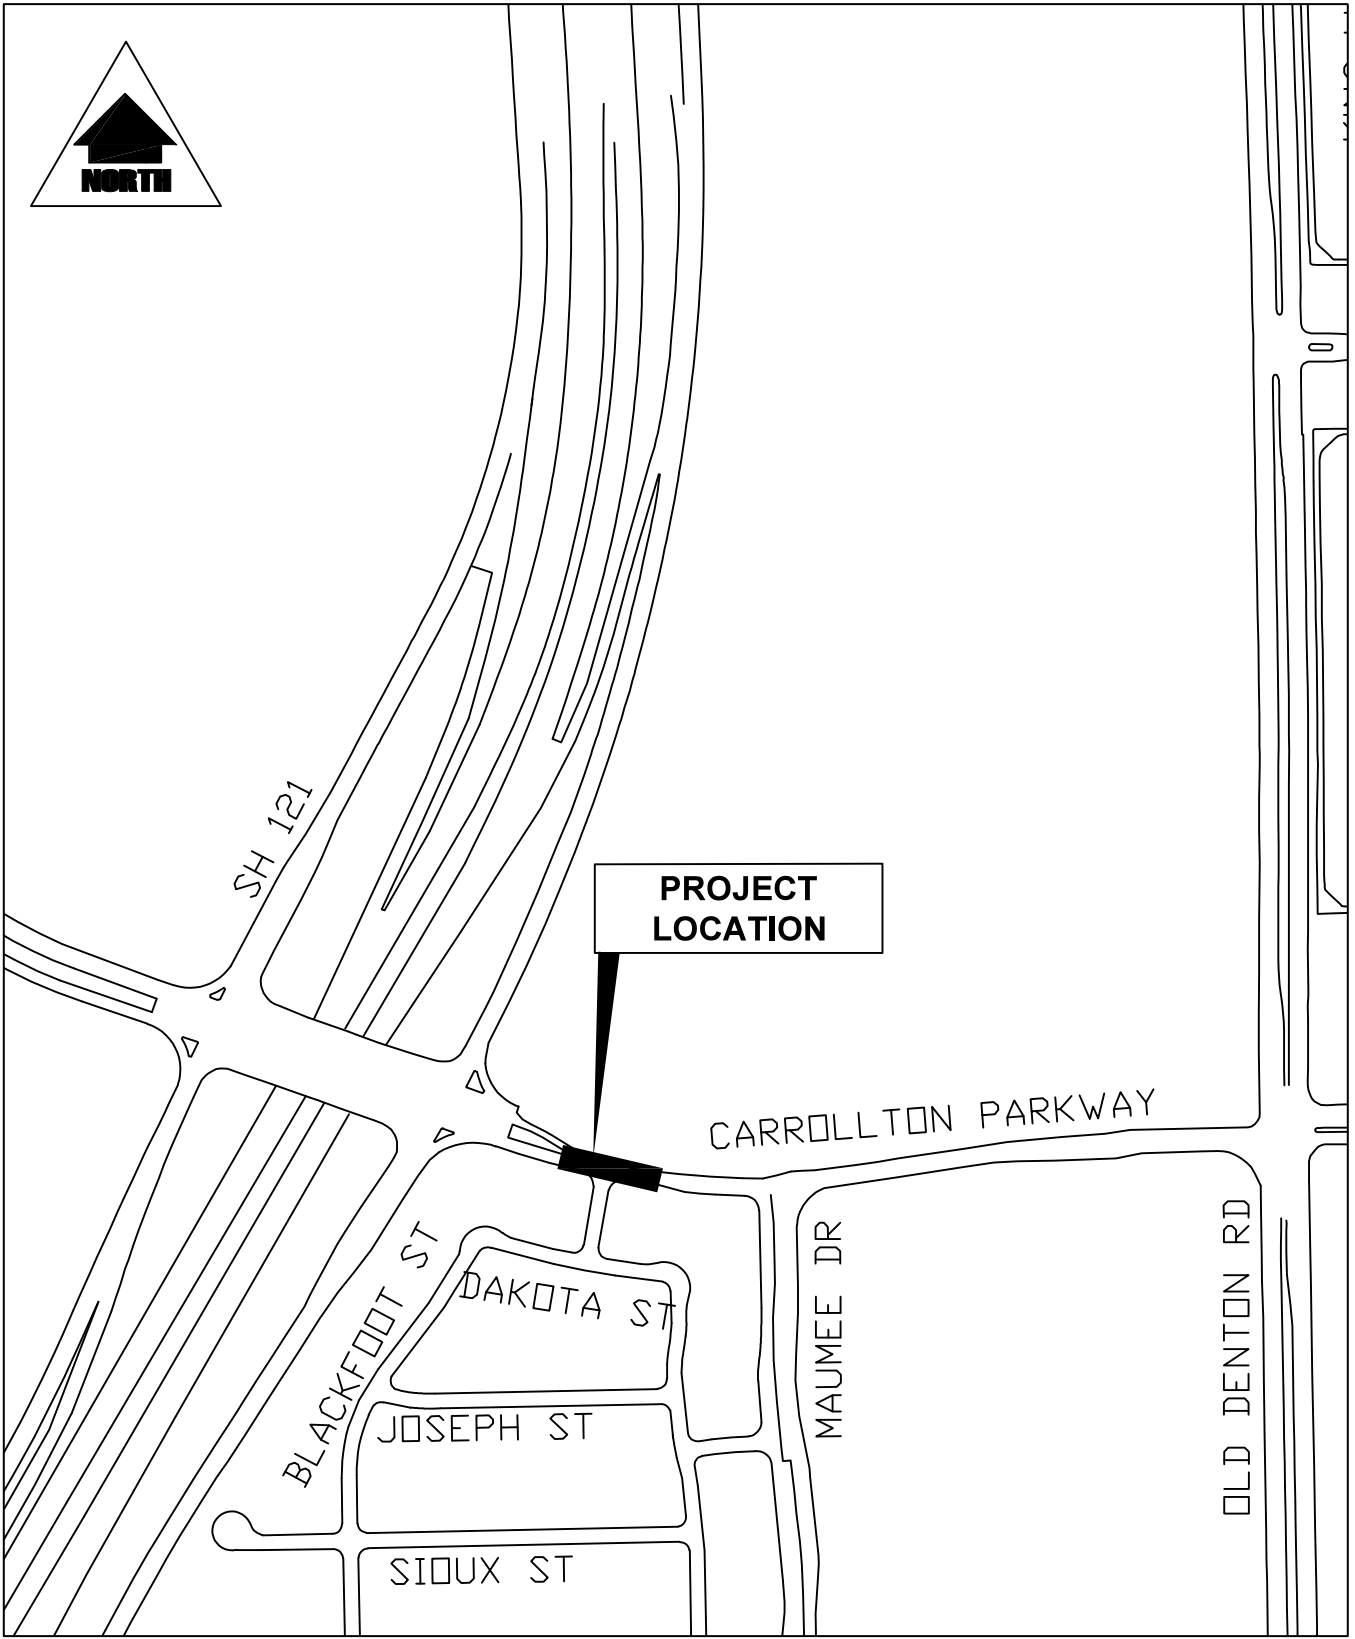 NORTH
SH 121
PROJECT
LOCATION
CARROLLTON PARKWAY
BLACKFOOT ST
DAKOTA ST
MAUMEE DR
OLD DENTON RD
JOSEPH ST
SIOUX ST